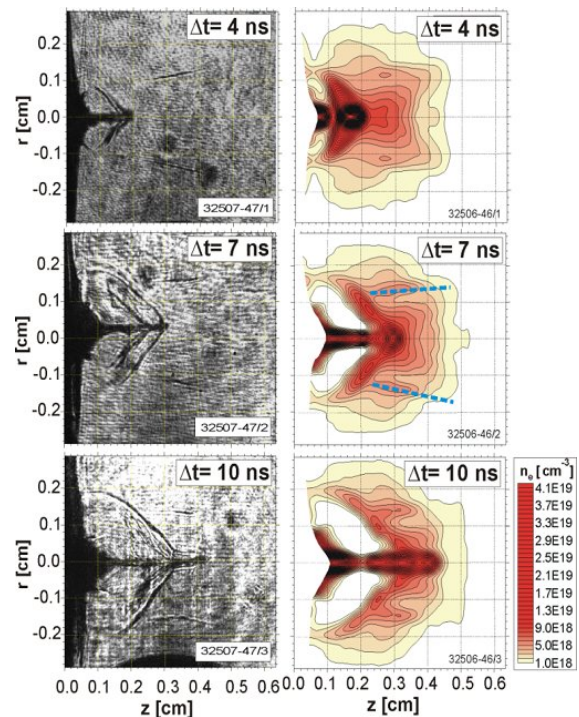 Δt= 4 ns
Δt= 4 ns
r [cm]
0.2
0.1
0.0
-0.1
-0.2
32507-47/1
32506-46/1
Δt= 7 ns
Δt= 7 ns
r [cm]
0.2
0.1
0.0
-0.1
-0.2
32507-47/2
32506-46/2
Δt= 10 ns
Δt= 10 ns
r [cm]
0.2
0.1
0.0
-0.1
-0.2
32507-47/3
32506-46/3
0.0 0.1 0.2 0.3 0.4 0.5 0.6
z [cm]
0.0 0.1 0.2 0.3 0.4 0.5 0.6
z [cm]
nₑ [cm⁻³]
4.1E19
3.7E19
3.3E19
2.9E19
2.5E19
2.1E19
1.7E19
1.3E19
9.0E18
5.0E18
1.0E18